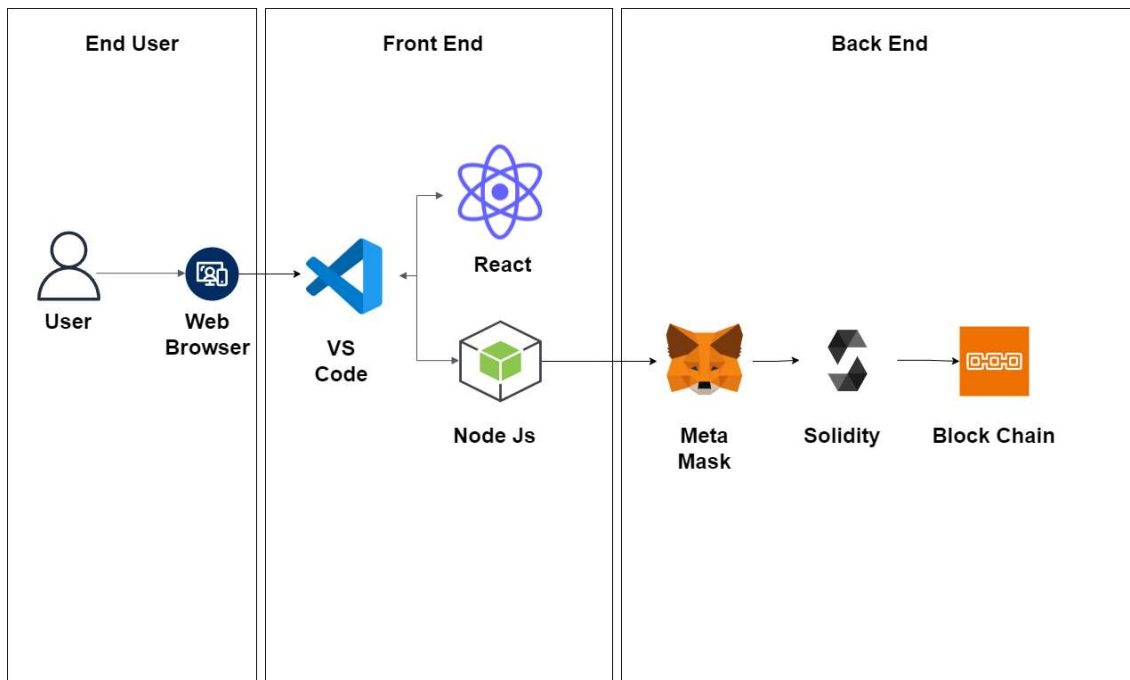 End User
Front End
Back End
React
User
Web
Browser
VS
Code
Node Js
Meta
Mask
Solidity
Block Chain